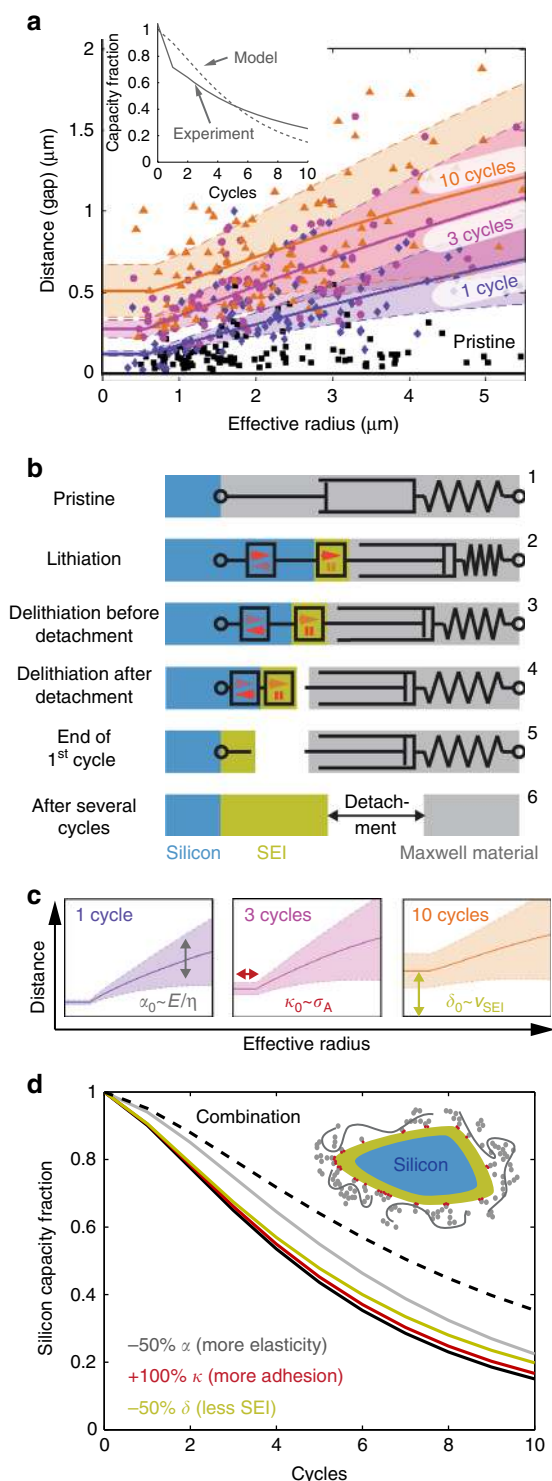 a
2
1.5
1
0.5
0
Distance (gap) (μm)
1
0.8
0.6
0.4
0.2
0
Capacity fraction
Model
Experiment
0 2 4 6 8 10
Cycles
10 cycles
3 cycles
1 cycle
Pristine
0 1 2 3 4 5
Effective radius (μm)
b
Pristine 1
Lithiation 2
Delithiation before
detachment 3
Delithiation after
detachment 4
End of
1st cycle 5
After several
cycles Detach-
ment 6
Silicon SEI Maxwell material
c
Distance
1 cycle
α₀~E/η
3 cycles
κ₀~σ_A
10 cycles
δ₀~ν_SEI
Effective radius
d
1
0.8
0.6
0.4
0.2
0
Silicon capacity fraction
Combination
Silicon
−50% α (more elasticity)
+100% κ (more adhesion)
−50% δ (less SEI)
0 2 4 6 8 10
Cycles